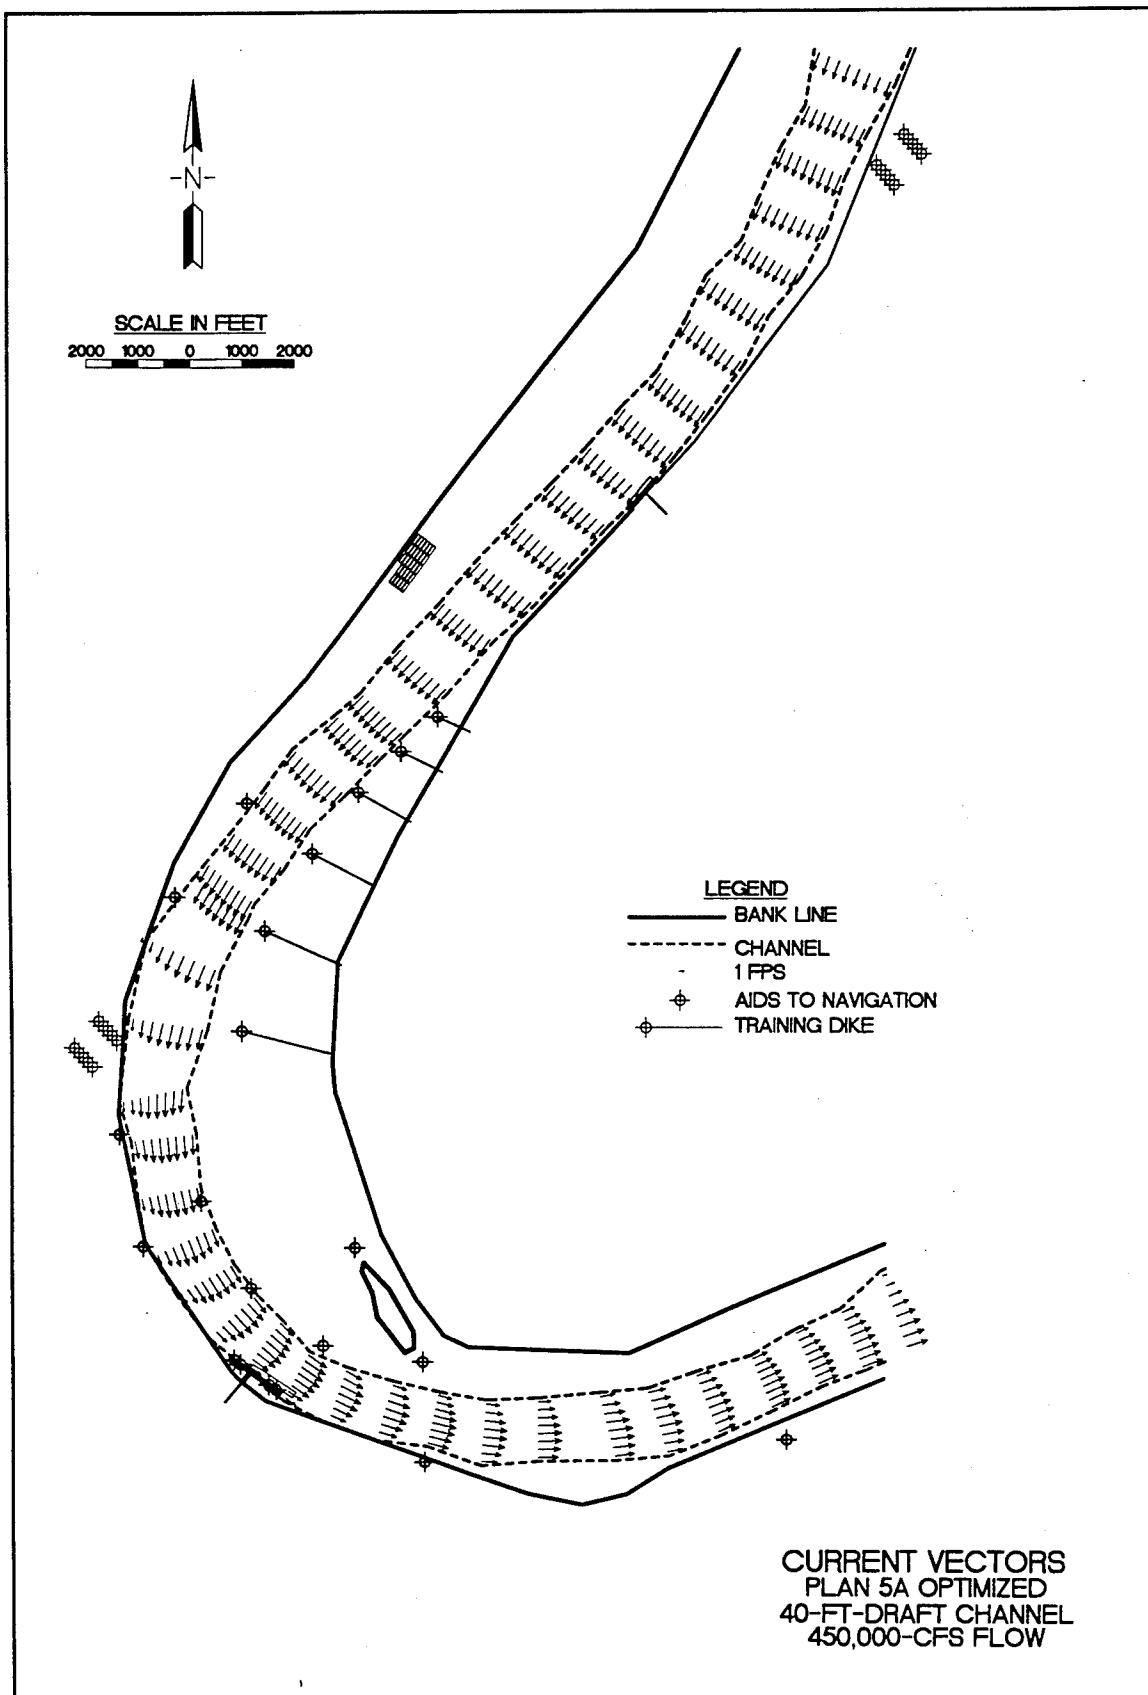 -N-
SCALE IN FEET
2000 1000 0 1000 2000
LEGEND
BANK LINE
CHANNEL
1 FPS
AIDS TO NAVIGATION
TRAINING DIKE
CURRENT VECTORS
PLAN 5A OPTIMIZED
40-FT-DRAFT CHANNEL
450,000-CFS FLOW